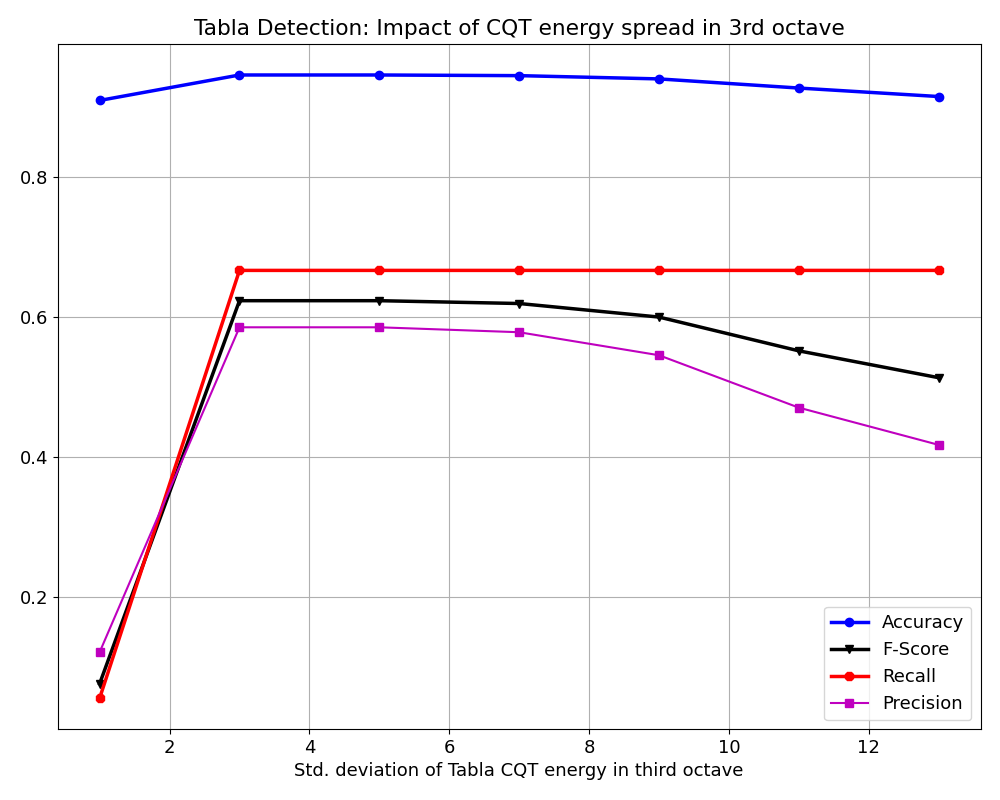 Tabla Detection: Impact of CQT energy spread in 3rd octave
0.8
0.6
0.4
0.2
2 4 6 8 10 12
Std. deviation of Tabla CQT energy in third octave
Accuracy
F-Score
Recall
Precision